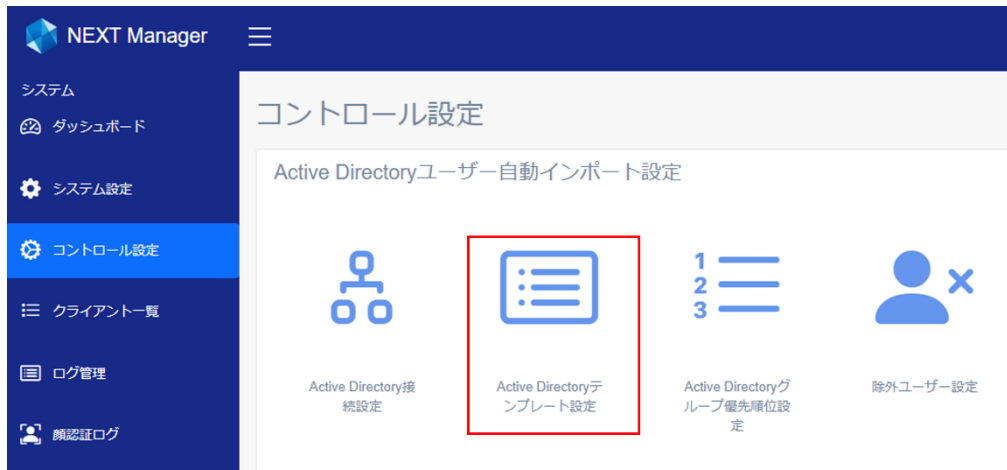 NEXT Manager
システム
ダッシュボード
システム設定
コントロール設定
クライアント一覧
ログ管理
顔認証ログ
コントロール設定
Active Directoryユーザー自動インポート設定
1
2
3
Active Directory接
続設定
Active Directoryテ
ンプレート設定
Active Directoryグ
ループ優先順位設
定
除外ユーザー設定